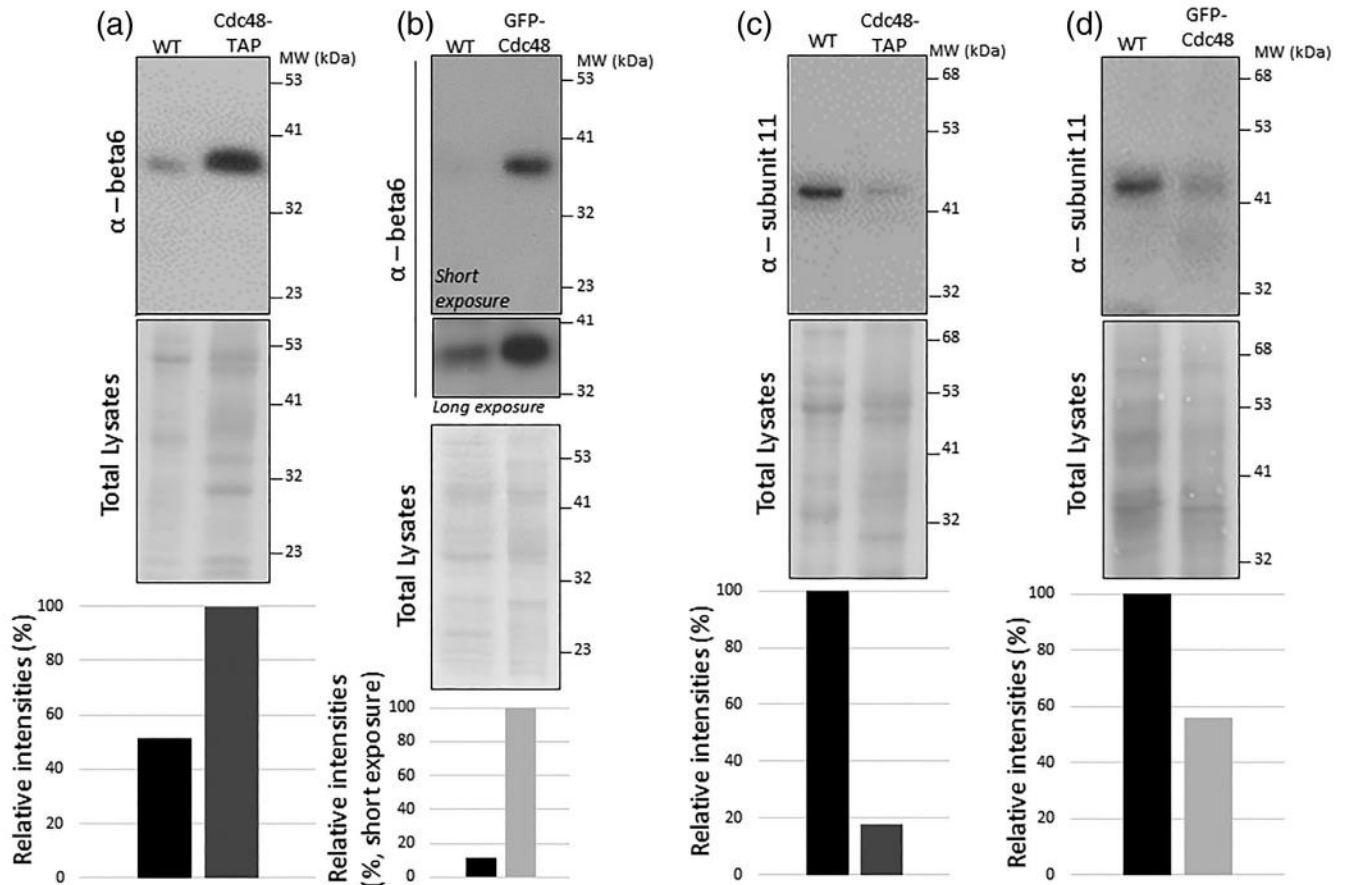 (a)
WT
Cdc48-
TAP
MW (kDa)
α – beta6
53
41
32
23
Total Lysates
53
41
32
23
Relative intensities (%)
100
80
60
40
20
0
(b)
WT
GFP-
Cdc48
MW (kDa)
α – beta6
53
41
32
23
Short
exposure
41
32
Long exposure
Total Lysates
53
41
32
23
Relative intensities
(%, short exposure)
100
80
60
40
20
0
(c)
WT
Cdc48-
TAP
MW (kDa)
α – subunit 11
68
53
41
32
Total Lysates
68
53
41
32
Relative intensities (%)
100
80
60
40
20
0
(d)
WT
GFP-
Cdc48
MW (kDa)
α – subunit 11
68
53
41
32
Total Lysates
68
53
41
32
Relative intensities (%)
100
80
60
40
20
0